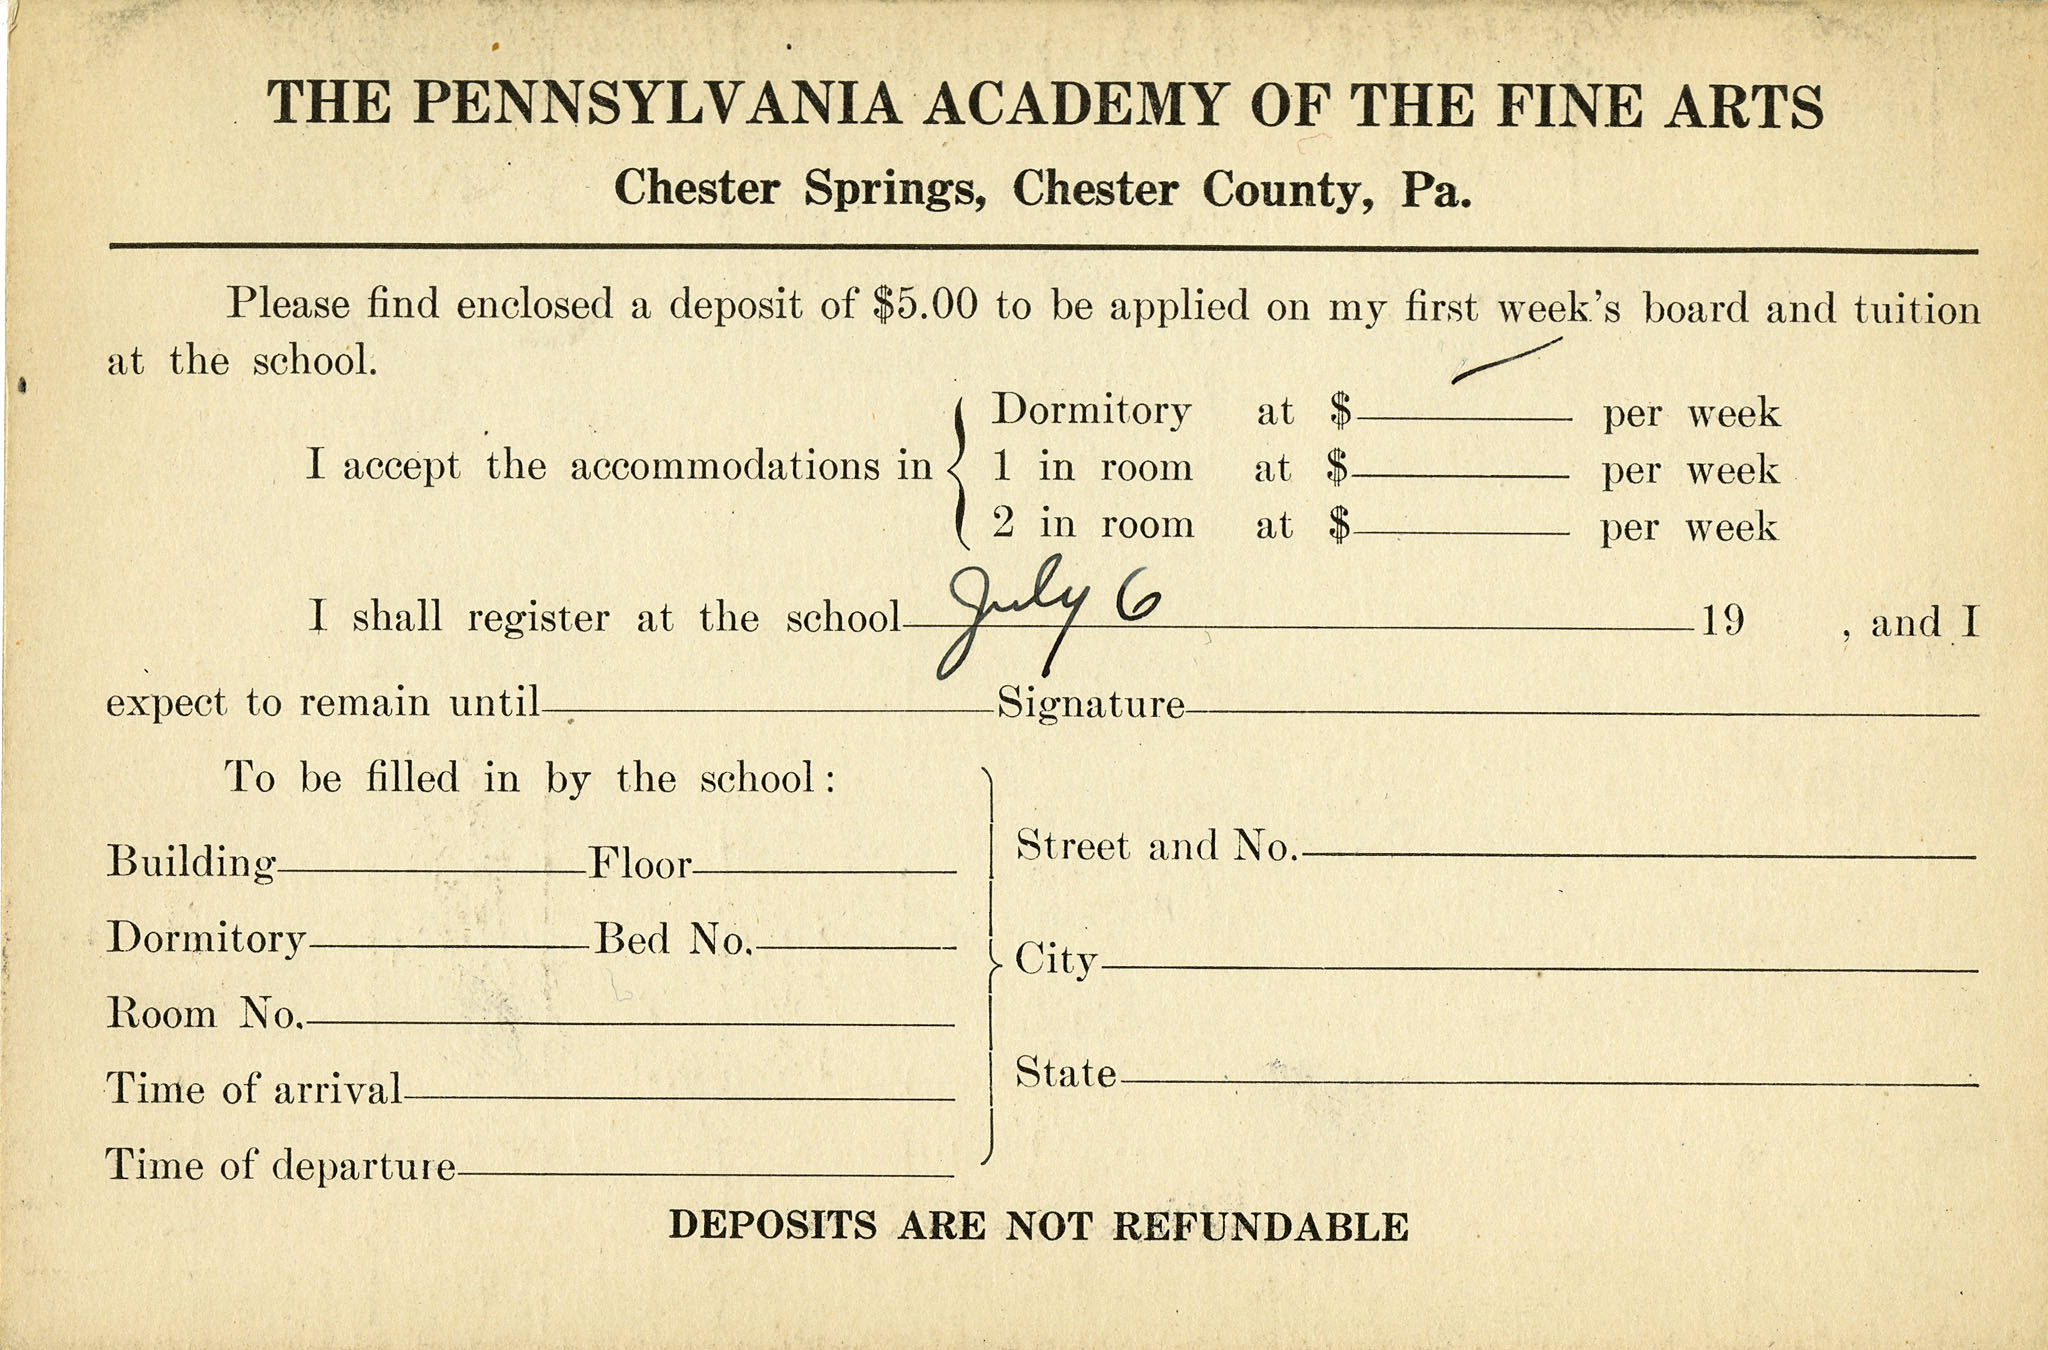 THE PENNSYLVANIA ACADEMY OF THE FINE ARTS
Chester Springs, Chester County, Pa.
Please find enclosed a deposit of $5.00 to be applied on my first week's board and tuition
at the school.
I accept the accommodations in
Dormitory at $ per week
1 in room at $ per week
2 in room at $ per week
I shall register at the school July 6 19 , and I
expect to remain until Signature
To be filled in by the school:
Building Floor
Dormitory Bed No.
Room No.
Time of arrival
Time of departure
Street and No.
City
State
DEPOSITS ARE NOT REFUNDABLE